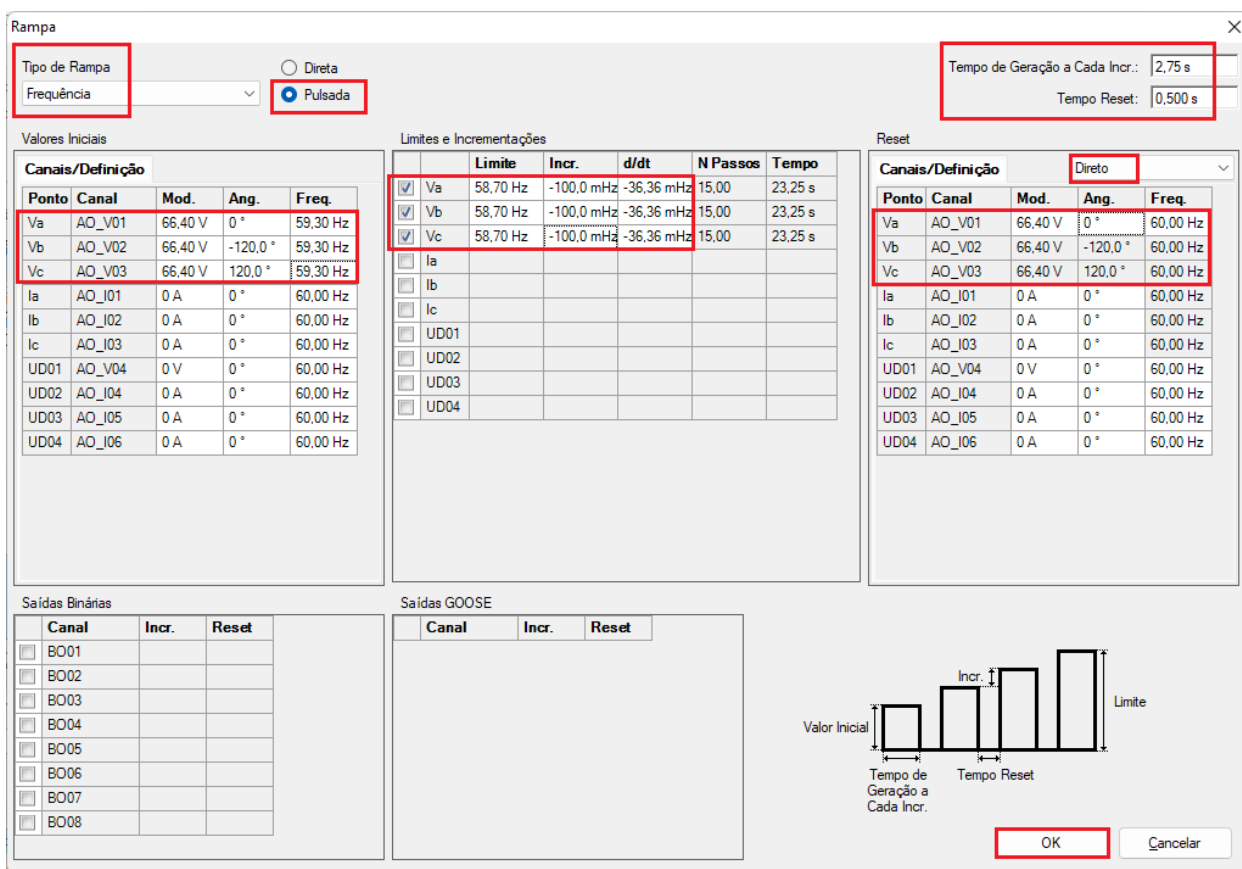 Rampa
Tipo de Rampa
Frequência
Direta
Pulsada
Tempo de Geração a Cada Incr.: 2,75 s
Tempo Reset: 0,500 s
Valores Iniciais
Canais/Definição
Ponto Canal Mod. Ang. Freq.
Va AO_V01 66,40 V 0 ° 59,30 Hz
Vb AO_V02 66,40 V -120,0 ° 59,30 Hz
Vc AO_V03 66,40 V 120,0 ° 59,30 Hz
Ia AO_I01 0 A 0 ° 60,00 Hz
Ib AO_I02 0 A 0 ° 60,00 Hz
Ic AO_I03 0 A 0 ° 60,00 Hz
UD01 AO_V04 0 V 0 ° 60,00 Hz
UD02 AO_I04 0 A 0 ° 60,00 Hz
UD03 AO_I05 0 A 0 ° 60,00 Hz
UD04 AO_I06 0 A 0 ° 60,00 Hz
Limites e Incrementações
Limite Incr. d/dt N Passos Tempo
Va 58,70 Hz -100,0 mHz -36,36 mHz 15,00 23,25 s
Vb 58,70 Hz -100,0 mHz -36,36 mHz 15,00 23,25 s
Vc 58,70 Hz -100,0 mHz -36,36 mHz 15,00 23,25 s
Ia
Ib
Ic
UD01
UD02
UD03
UD04
Reset
Canais/Definição Direto
Ponto Canal Mod. Ang. Freq.
Va AO_V01 66,40 V 0 ° 60,00 Hz
Vb AO_V02 66,40 V -120,0 ° 60,00 Hz
Vc AO_V03 66,40 V 120,0 ° 60,00 Hz
Ia AO_I01 0 A 0 ° 60,00 Hz
Ib AO_I02 0 A 0 ° 60,00 Hz
Ic AO_I03 0 A 0 ° 60,00 Hz
UD01 AO_V04 0 V 0 ° 60,00 Hz
UD02 AO_I04 0 A 0 ° 60,00 Hz
UD03 AO_I05 0 A 0 ° 60,00 Hz
UD04 AO_I06 0 A 0 ° 60,00 Hz
Saídas Binárias
Canal Incr. Reset
BO01
BO02
BO03
BO04
BO05
BO06
BO07
BO08
Saídas GOOSE
Canal Incr. Reset
Incr.
Limite
Valor Inicial
Tempo de
Geração a
Cada Incr.
Tempo Reset
OK
Cancelar